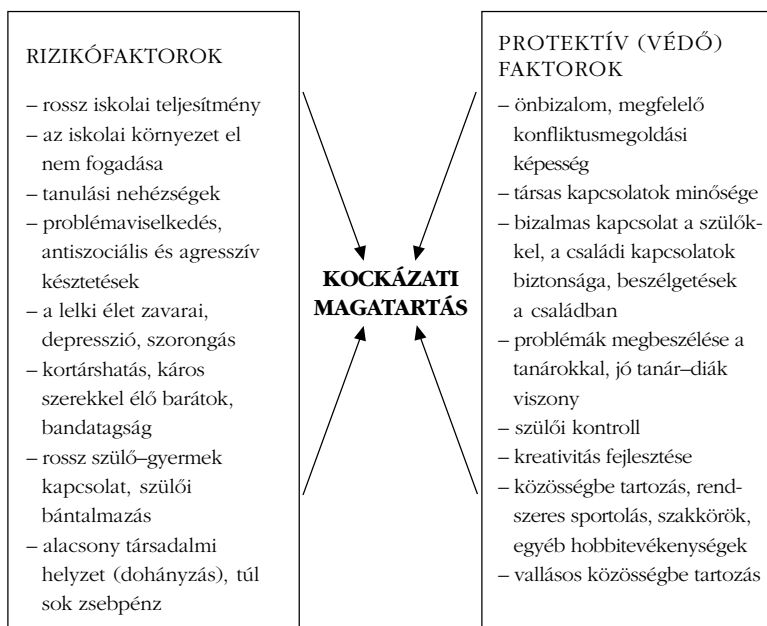 RIZIKÓFAKTOROK
– rossz iskolai teljesítmény
– az iskolai környezet el
nem fogadása
– tanulási nehézségek
– problémaviselkedés,
antiszociális és agresszív
késztetések
– a lelki élet zavarai,
depresszió, szorongás
– kortárshatás, káros
szerekkel élő barátok,
bandatagság
– rossz szülő–gyermek
kapcsolat, szülői
bántalmazás
– alacsony társadalmi
helyzet (dohányzás), túl
sok zsebpénz
KOCKÁZATI
MAGATARTÁS
PROTEKTÍV (VÉDŐ)
FAKTOROK
– önbizalom, megfelelő
konfliktusmegoldási
képesség
– társas kapcsolatok minősége
– bizalmas kapcsolat a szülők-
kel, a családi kapcsolatok
biztonsága, beszélgetések
a családban
– problémák megbeszélése a
tanárokkal, jó tanár–diák
viszony
– szülői kontroll
– kreativitás fejlesztése
– közösségbe tartozás, rend-
szeres sportolás, szakkörök,
egyéb hobbitevékenységek
– vallásos közösségbe tartozás